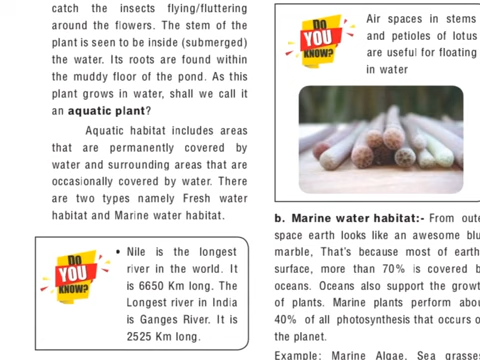 catch the insects flying/fluttering
around the flowers. The stem of the
plant is seen to be inside (submerged)
the water. Its roots are found within
the muddy floor of the pond. As this
plant grows in water, shall we call it
an aquatic plant?
Aquatic habitat includes areas
that are permanently covered by
water and surrounding areas that are
occasionally covered by water. There
are two types namely Fresh water
habitat and Marine water habitat.
DO
YOU
KNOW?
• Nile is the longest
river in the world. It
is 6650 Km long. The
Longest river in India
is Ganges River. It is
2525 Km long.
DO
YOU
KNOW?
Air spaces in stems
and petioles of lotus
are useful for floating
in water
b. Marine water habitat:- From oute
space earth looks like an awesome blu
marble, That's because most of earth
surface, more than 70% is covered b
oceans. Oceans also support the growt
of plants. Marine plants perform abou
40% of all photosynthesis that occurs o
the planet.
Example: Marine Algae, Sea grasses